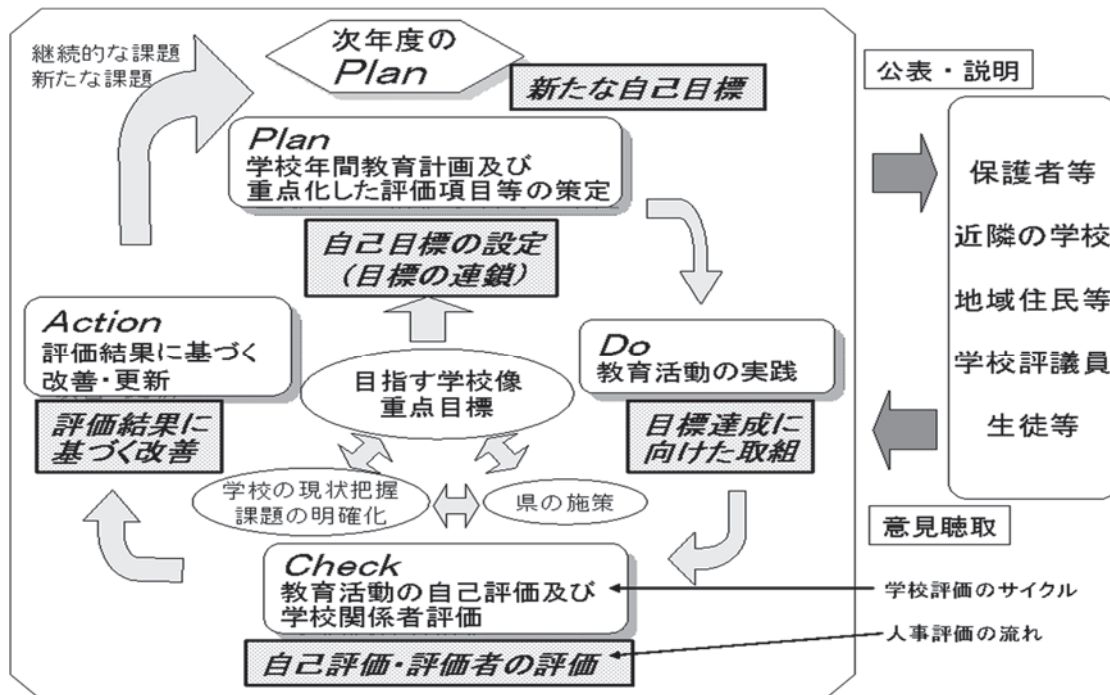 継続的な課題
新たな課題
次年度の
Plan
新たな自己目標
Plan
学校年間教育計画及び
重点化した評価項目等の策定
自己目標の設定
(目標の連鎖)
Action
評価結果に基づく
改善・更新
評価結果に
基づく改善
目指す学校像
重点目標
Do
教育活動の実践
目標達成に
向けた取組
学校の現状把握
課題の明確化
県の施策
Check
教育活動の自己評価及び
学校関係者評価
自己評価・評価者の評価
公表・説明
保護者等
近隣の学校
地域住民等
学校評議員
生徒等
意見聴取
学校評価のサイクル
人事評価の流れ